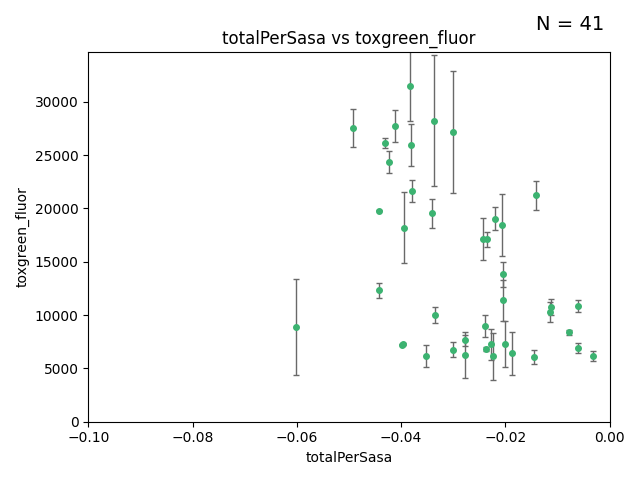 N = 41
totalPerSasa vs toxgreen_fluor
toxgreen_fluor
30000
25000
20000
15000
10000
5000
0
−0.10 −0.08 −0.06 −0.04 −0.02 0.00
totalPerSasa